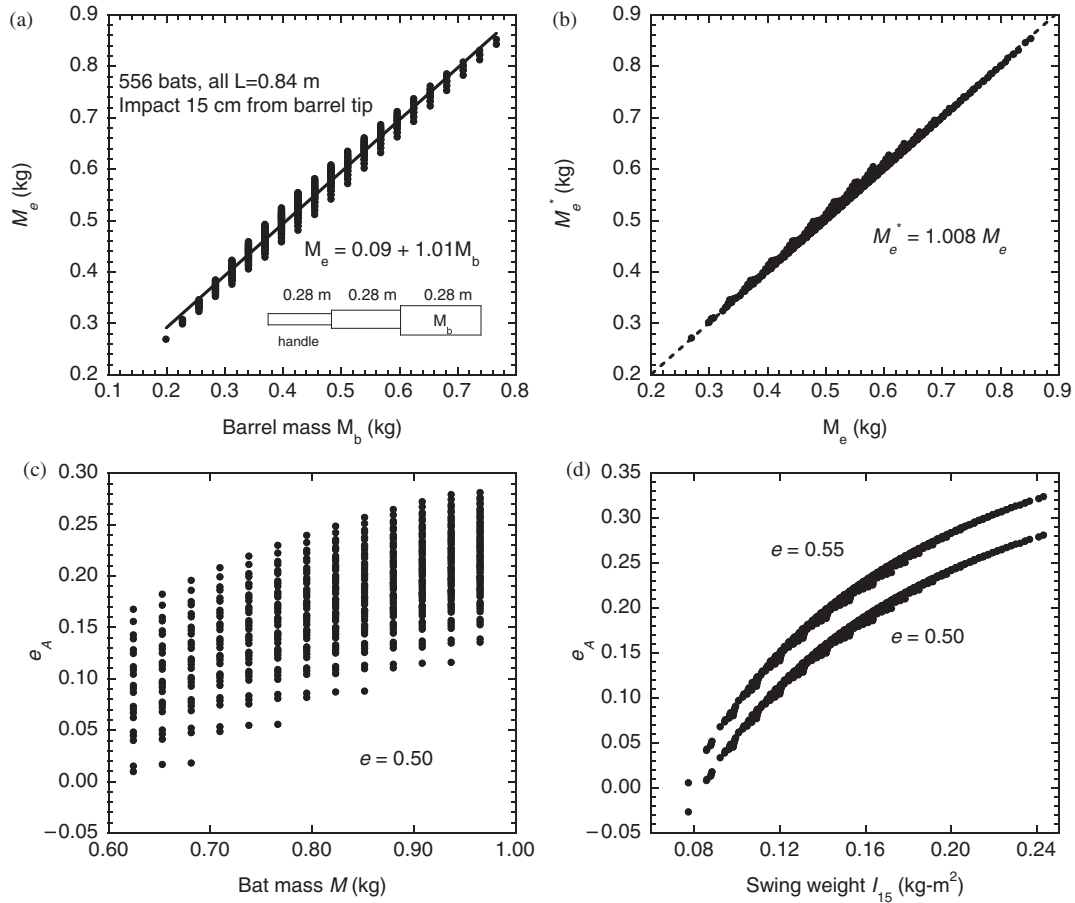 (a)
0.9
0.8
0.7
0.6
0.5
0.4
0.3
0.2
M_e (kg)
556 bats, all L=0.84 m
Impact 15 cm from barrel tip
M_e = 0.09 + 1.01M_b
0.28 m 0.28 m 0.28 m
M_b
handle
0.1 0.2 0.3 0.4 0.5 0.6 0.7 0.8
Barrel mass M_b (kg)
(b)
0.9
0.8
0.7
0.6
0.5
0.4
0.3
0.2
M_e^* (kg)
M_e^* = 1.008 M_e
0.2 0.3 0.4 0.5 0.6 0.7 0.8 0.9
M_e (kg)
(c)
0.30
0.25
0.20
0.15
0.10
0.05
0.00
−0.05
e_A
e = 0.50
0.60 0.70 0.80 0.90 1.00
Bat mass M (kg)
(d)
0.35
0.30
0.25
0.20
0.15
0.10
0.05
0.00
−0.05
e_A
e = 0.55
e = 0.50
0.08 0.12 0.16 0.20 0.24
Swing weight I_15 (kg-m²)